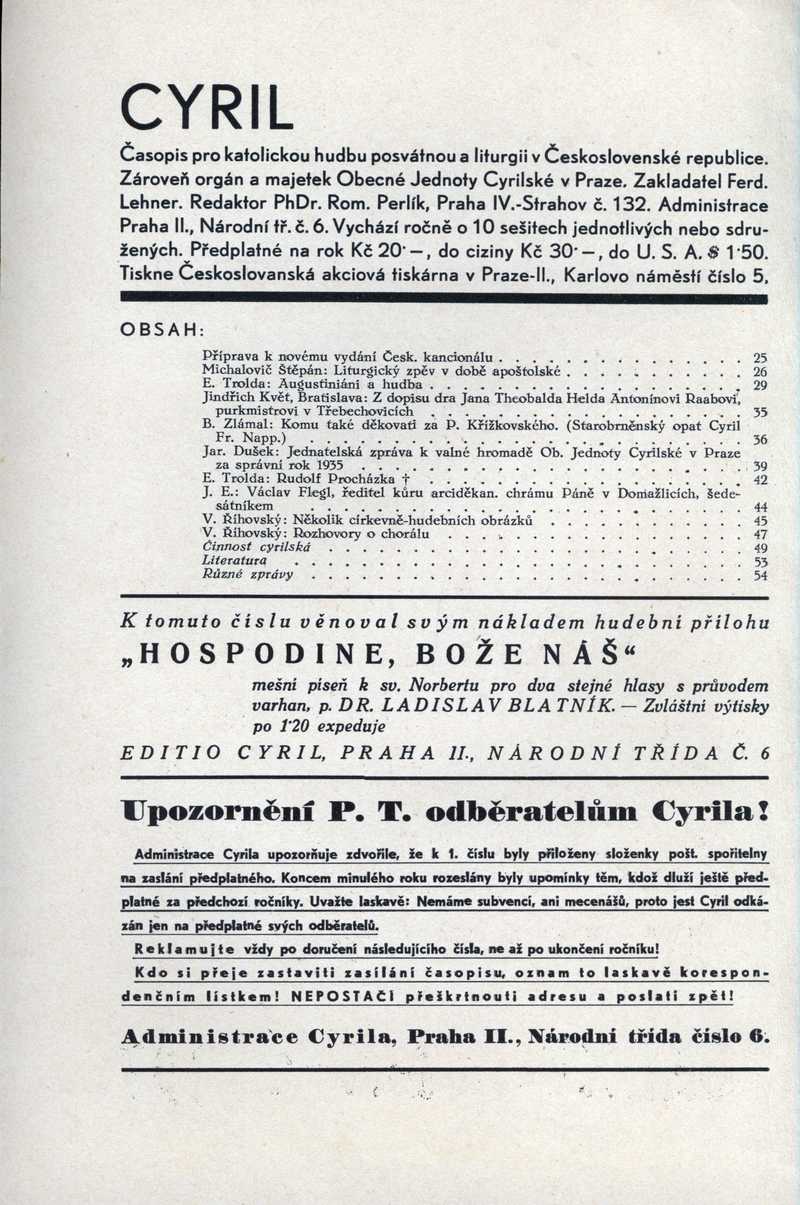 CYRIL
Časopis pro katolickou hudbu posvátnou a liturgii v Československé republice.
Zároveň orgán a majetek Obecné Jednoty Cyrilské v Praze. Zakladatel Ferd.
Lehner. Redaktor PhDr. Rom. Perlík, Praha IV.-Strahov č. 132. Administrace
Praha II., Národní tř. č. 6. Vychází ročně o 10 sešitech jednotlivých nebo sdru-
žených. Předplatné na rok Kč 20·—, do ciziny Kč 30·—, do U. S. A. $ 1·50.
Tiskne Českoslovanská akciová tiskárna v Praze-II., Karlovo náměstí číslo 5.
OBSAH:
Příprava k novému vydání Česk. kancionálu . . . . . . . . . . . . . 25
Michalovič Štěpán: Liturgický zpěv v době apoštolské . . . . . . . . . 26
E. Trolda: Augustiniáni a hudba . . . . . . . . . . . . . . . . 29
Jindřich Květ, Bratislava: Z dopisu dra Jana Theobalda Helda Antonínovi Raabovi,
purkmistrovi v Třebechovicích . . . . . . . . . . . . . . . . 35
B. Zlámal: Komu také děkovati za P. Křížkovského. (Starobrněnský opat Cyril
Fr. Napp.) . . . . . . . . . . . . . . . . . . . . . . 36
Jar. Dušek: Jednatelská zpráva k valné hromadě Ob. Jednoty Cyrilské v Praze
za správní rok 1935 . . . . . . . . . . . . . . . . . . . 39
E. Trolda: Rudolf Procházka † . . . . . . . . . . . . . . . . 42
J. E.: Václav Flegl, ředitel kůru arciděkan. chrámu Páně v Domažlicích, šede-
sátníkem . . . . . . . . . . . . . . . . . . . . . . 44
V. Říhovský: Několik církevně-hudebních obrázků . . . . . . . . . . 45
V. Říhovský: Rozhovory o chorálu . . . . . . . . . . . . . . . 47
Činnost cyrilská . . . . . . . . . . . . . . . . . . . . . 49
Literatura . . . . . . . . . . . . . . . . . . . . . . . 53
Různé zprávy . . . . . . . . . . . . . . . . . . . . . . 54
K tomuto číslu věnoval svým nákladem hudební přílohu
„HOSPODINE, BOŽE NÁŠ“
mešní píseň k sv. Norbertu pro dva stejné hlasy s průvodem
varhan, p. DR. LADISLAV BLATNÍK. — Zvláštní výtisky
po 1·20 expeduje
EDITIO CYRIL, PRAHA II., NÁRODNÍ TŘÍDA Č. 6
Upozornění P. T. odběratelům Cyrila!
Administrace Cyrila upozorňuje zdvořile, že k 1. číslu byly přiloženy složenky pošt. spořitelny
na zaslání předplatného. Koncem minulého roku rozeslány byly upomínky těm, kdož dluží ještě před-
platné za předchozí ročníky. Uvažte laskavě: Nemáme subvencí, ani mecenášů, proto jest Cyril odká-
zán jen na předplatné svých odběratelů.
Reklamujte vždy po doručení následujícího čísla, ne až po ukončení ročníku!
Kdo si přeje zastaviti zasílání časopisu, oznam to laskavě korespon-
denčním lístkem! NEPOSTAČÍ přeškrtnouti adresu a poslati zpět!
Administrace Cyrila, Praha II., Národní třída číslo 6.